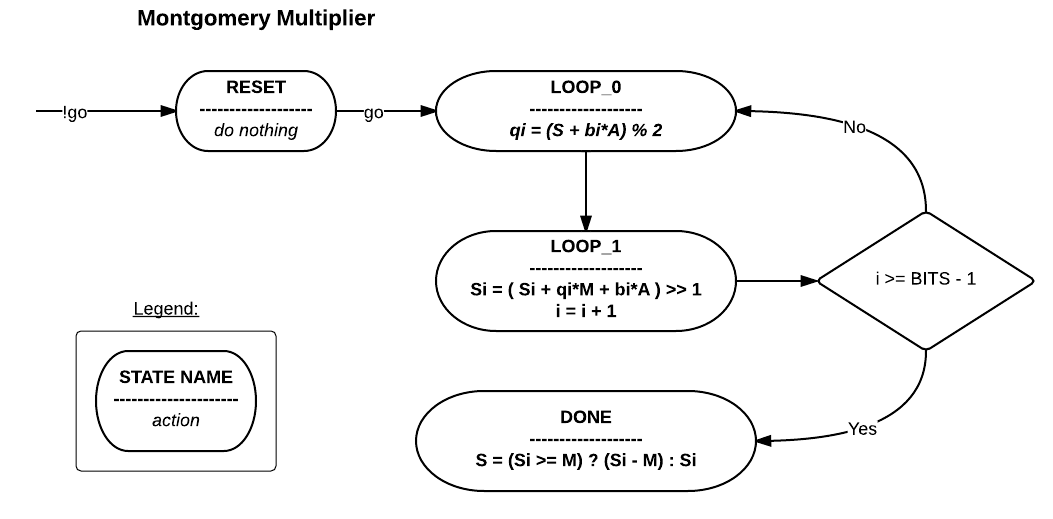 Montgomery Multiplier
!go
RESET
-------------------
do nothing
go
LOOP_0
-------------------
qi = (S + bi*A) % 2
No
LOOP_1
-------------------
Si = ( Si + qi*M + bi*A ) >> 1
i = i + 1
i >= BITS - 1
Legend:
STATE NAME
---------------------
action
Yes
DONE
-------------------
S = (Si >= M) ? (Si - M) : Si